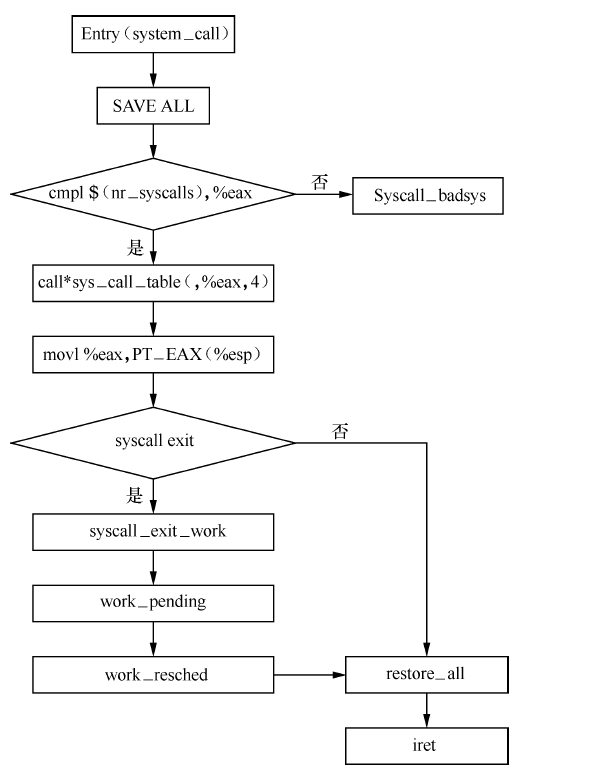 Entry(system_call)
SAVE ALL
cmpl $(nr_syscalls),%eax
否
Syscall_badsys
是
call*sys_call_table(,%eax,4)
movl %eax,PT_EAX(%esp)
syscall exit
否
是
syscall_exit_work
work_pending
work_resched
restore_all
iret